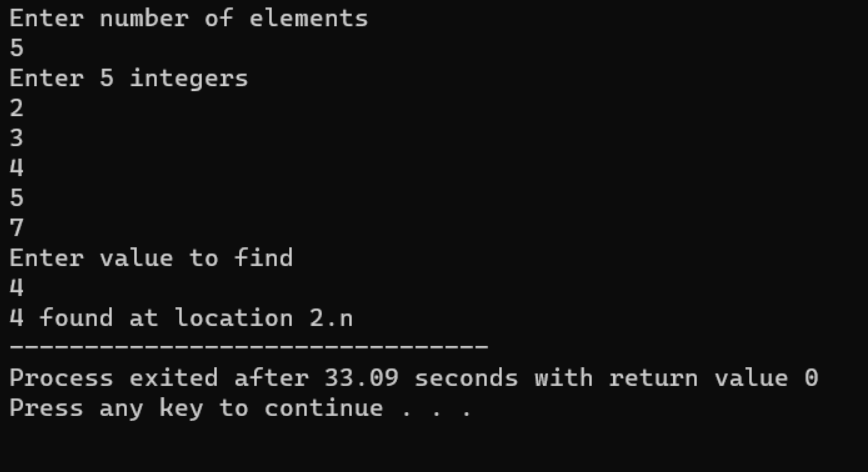 Enter number of elements
5
Enter 5 integers
2
3
4
5
7
Enter value to find
4
4 found at location 2.n
--------------------------------
Process exited after 33.09 seconds with return value 0
Press any key to continue . . .